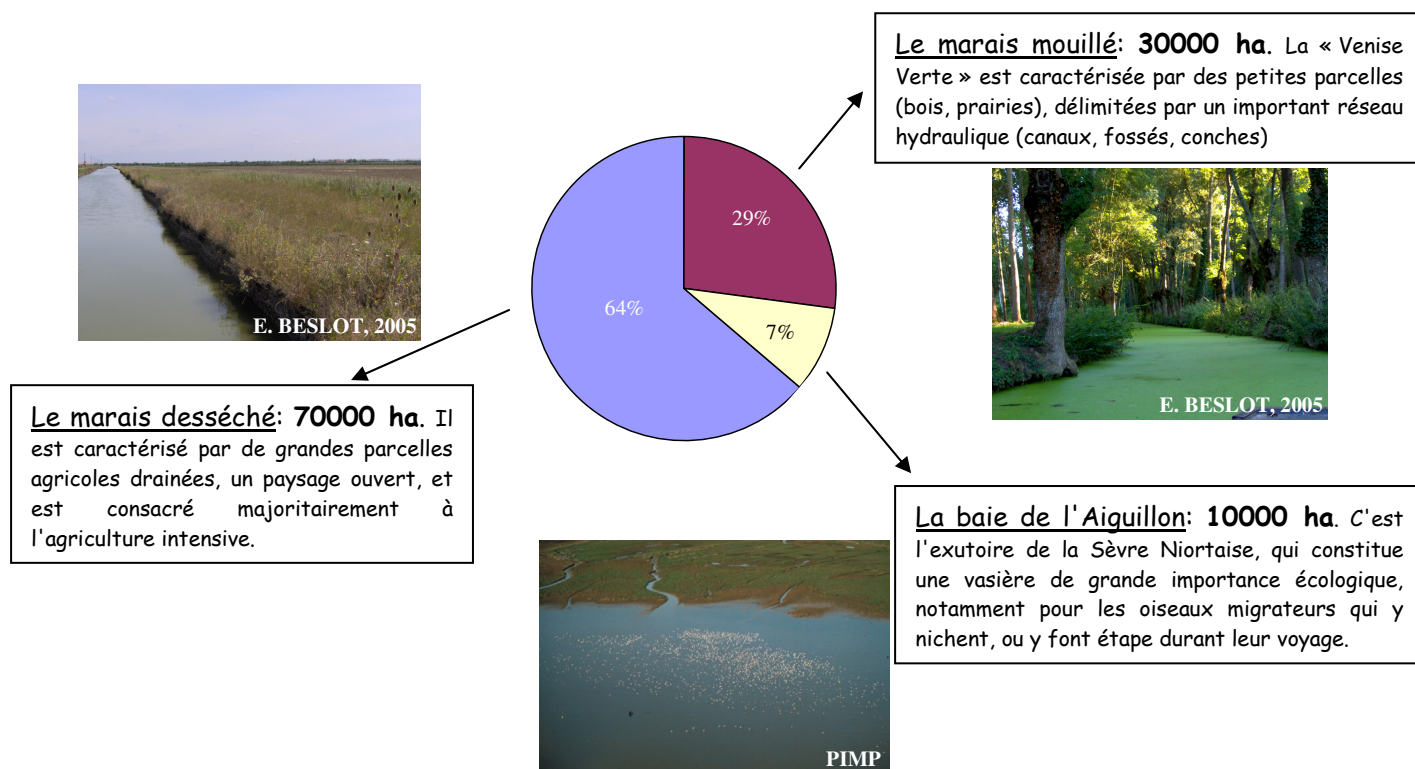 Le marais mouillé: 30000 ha. La « Venise
Verte » est caractérisée par des petites parcelles
(bois, prairies), délimitées par un important réseau
hydraulique (canaux, fossés, conches)
29%
64%
7%
E. BESLOT, 2005
E. BESLOT, 2005
Le marais desséché: 70000 ha. Il
est caractérisé par de grandes parcelles
agricoles drainées, un paysage ouvert, et
est consacré majoritairement à
l'agriculture intensive.
La baie de l'Aiguillon: 10000 ha. C'est
l'exutoire de la Sèvre Niortaise, qui constitue
une vasière de grande importance écologique,
notamment pour les oiseaux migrateurs qui y
nichent, ou y font étape durant leur voyage.
PIMP